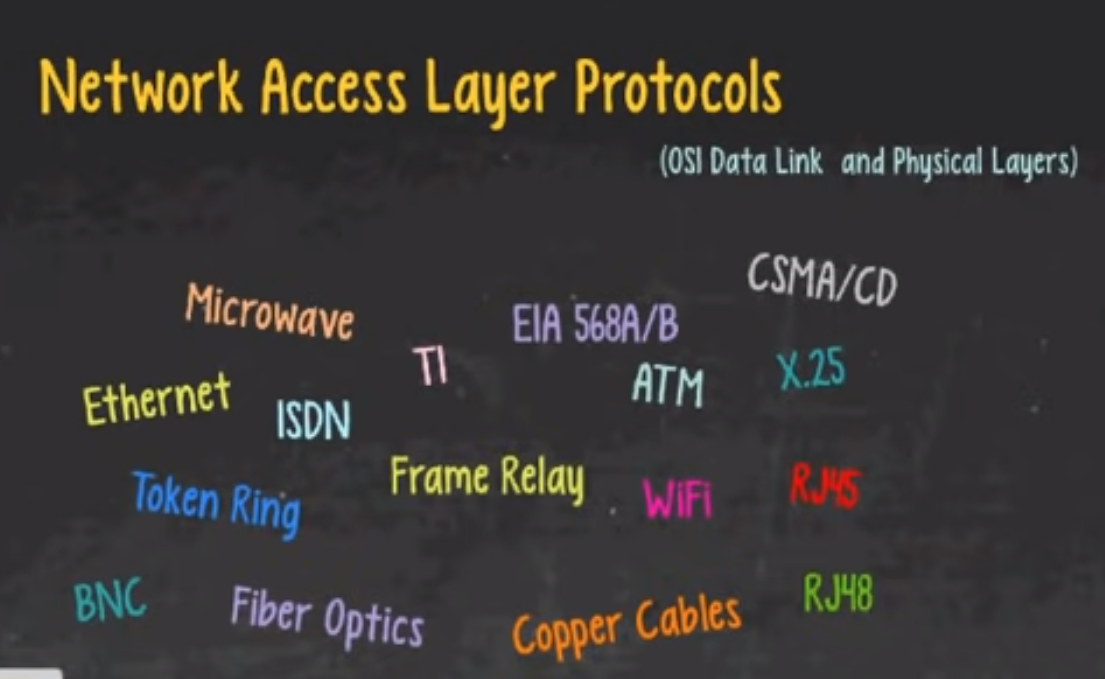 Network Access Layer Protocols
(OSI Data Link and Physical Layers)
CSMA/CD
Microwave
EIA 568A/B
T1
X.25
ATM
Ethernet
ISDN
Frame Relay
RJ45
WiFi
Token Ring
RJ48
BNC
Fiber Optics
Copper Cables